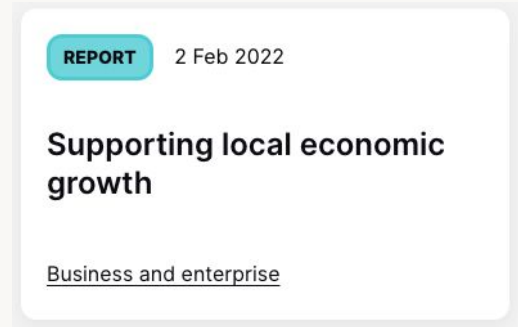 REPORT 2 Feb 2022
Supporting local economic
growth
Business and enterprise